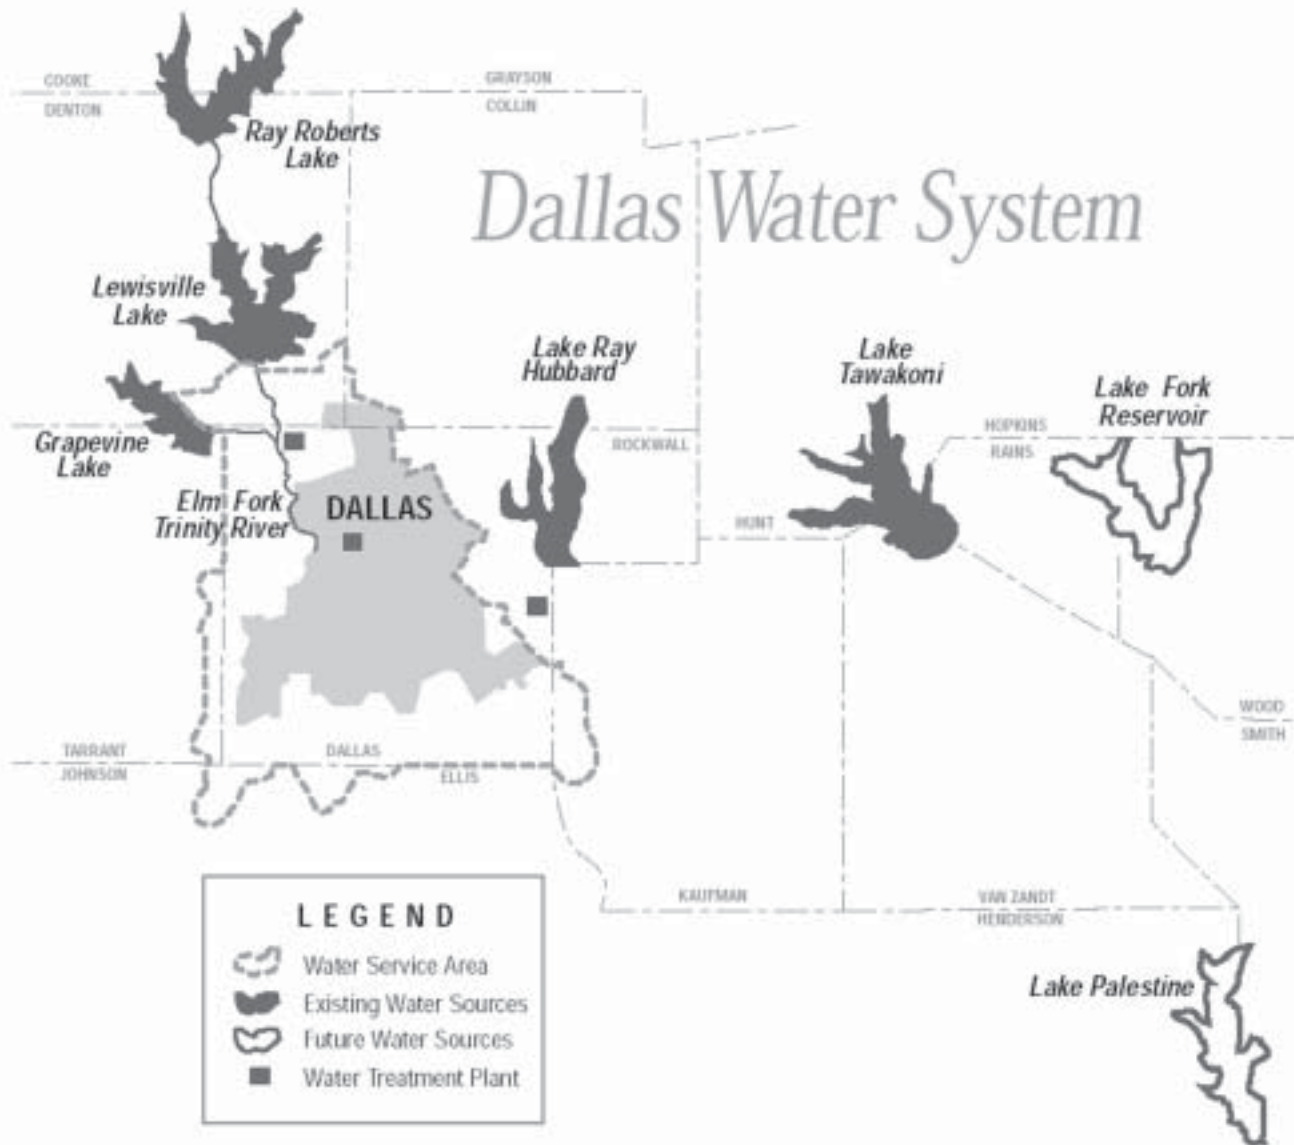 COOKE
DENTON
GRAYSON
COLLIN
Ray Roberts
Lake
Dallas Water System
Lewisville
Lake
Lake Ray
Hubbard
Lake
Tawakoni
Lake Fork
Reservoir
Grapevine
Lake
ROCKWALL
HOPKINS
RAINS
Elm Fork
Trinity River
DALLAS
HUNT
WOOD
SMITH
TARRANT
JOHNSON
DALLAS
ELLIS
KAUFMAN
VAN ZANDT
HENDERSON
Lake Palestine
LEGEND
Water Service Area
Existing Water Sources
Future Water Sources
Water Treatment Plant